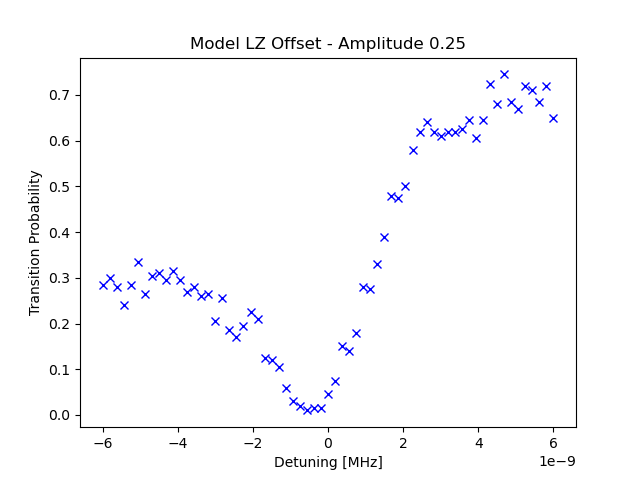 Model LZ Offset - Amplitude 0.25
Transition Probability
0.7
0.6
0.5
0.4
0.3
0.2
0.1
0.0
−6 −4 −2 0 2 4 6
1e−9
Detuning [MHz]